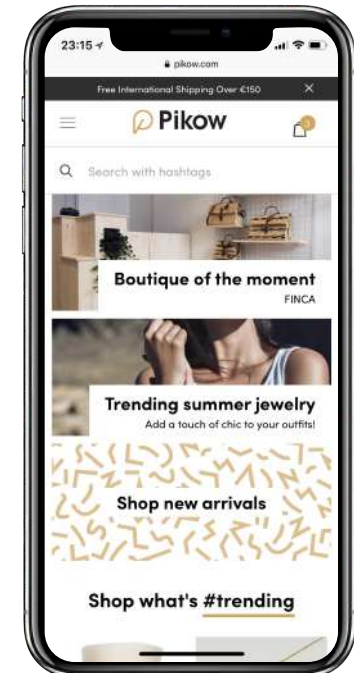 23:15
pikow.com
Free International Shipping Over €150
Pikow
Search with hashtags
Boutique of the moment
FINCA
Trending summer jewelry
Add a touch of chic to your outfits!
Shop new arrivals
Shop what's #trending